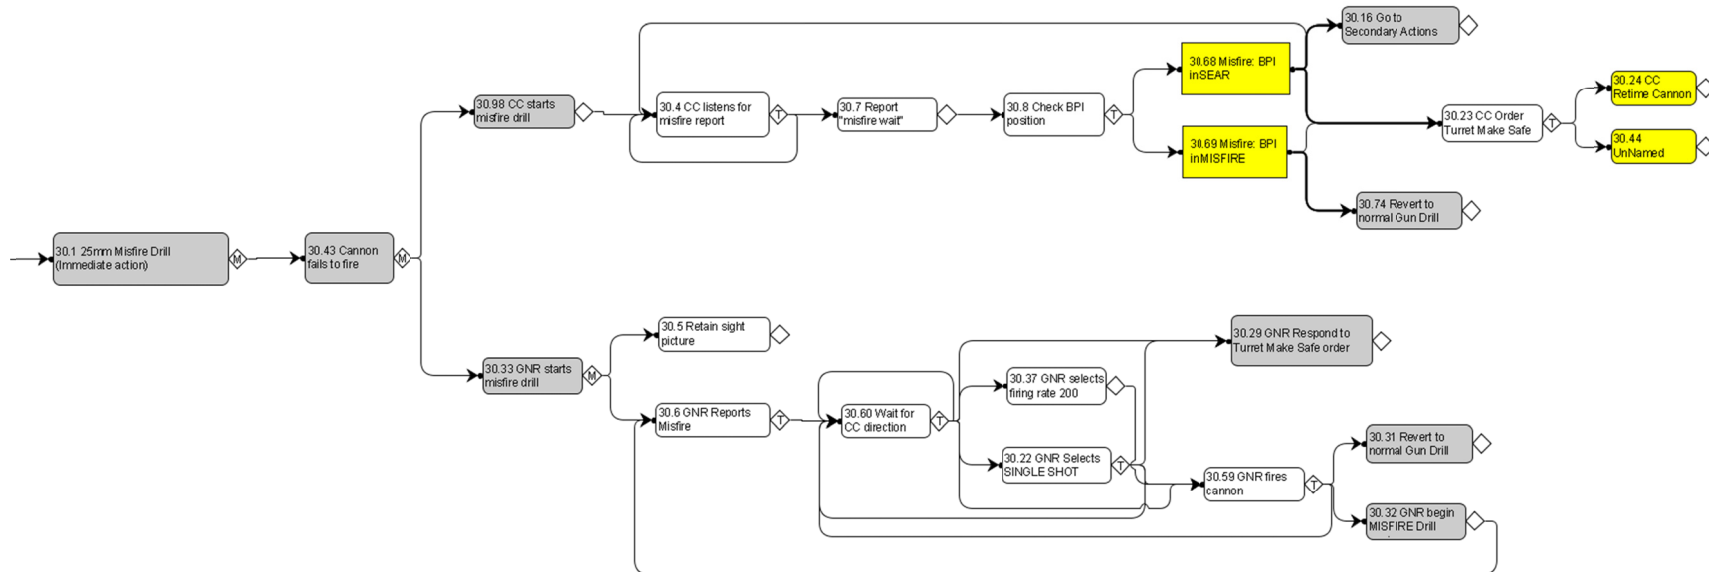 30.16 Go to
Secondary Actions
30.68 Misfire: BPI
inSEAR
30.24 CC
Retime Cannon
30.98 CC starts
misfire drill
30.4 CC listens for
misfire report
T
30.7 Report
"misfire wait"
30.8 Check BPI
position
T
30.23 CC Order
Turret Make Safe
T
30.69 Misfire: BPI
inMISFIRE
30.44
UnNamed
30.74 Revert to
normal Gun Drill
30.1 25mm Misfire Drill
(Immediate action)
M
30.43 Cannon
fails to fire
M
30.5 Retain sight
picture
30.29 GNR Respond to
Turret Make Safe order
30.33 GNR starts
misfire drill
M
30.37 GNR selects
firing rate 200
30.6 GNR Reports
Misfire
T
30.60 Wait for
CC direction
T
30.31 Revert to
normal Gun Drill
30.22 GNR Selects
SINGLE SHOT
T
30.59 GNR fires
cannon
T
30.32 GNR begin
MISFIRE Drill